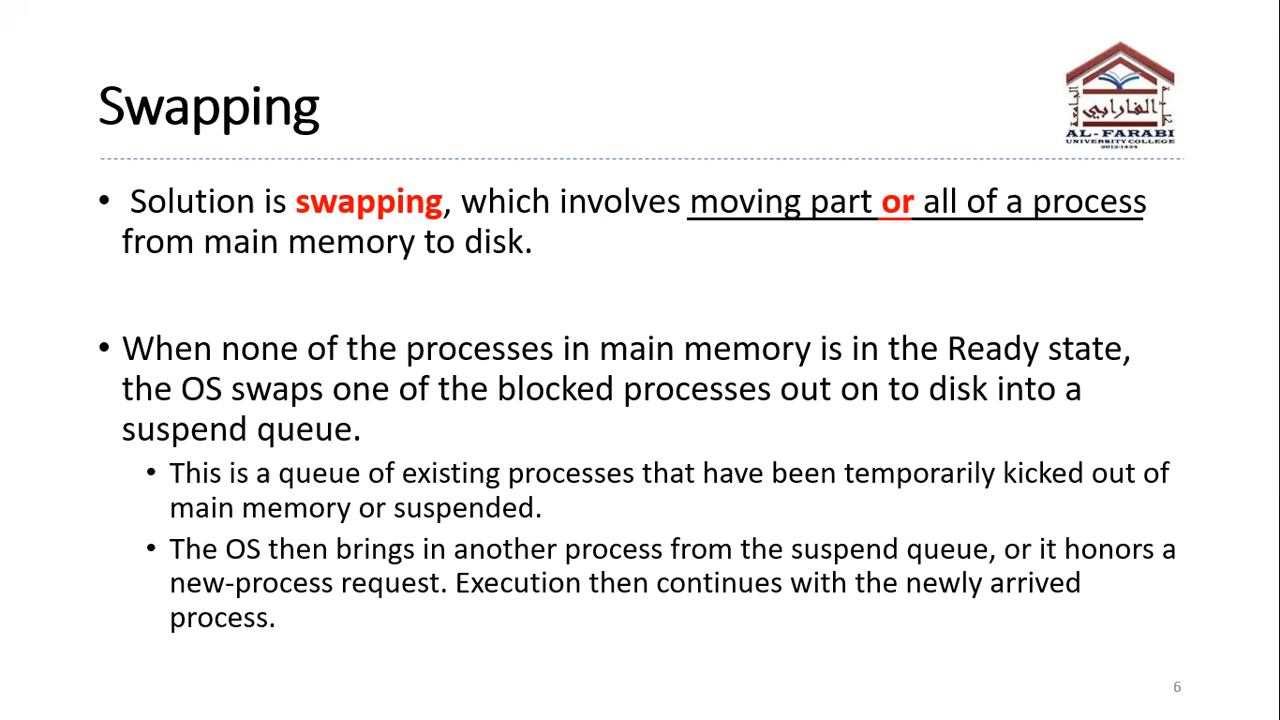 Swapping
الجامعة
الفارابي
AL-FARABI
UNIVERSITY COLLEGE
2012-1434
• Solution is swapping, which involves moving part or all of a process
from main memory to disk.
• When none of the processes in main memory is in the Ready state,
the OS swaps one of the blocked processes out on to disk into a
suspend queue.
• This is a queue of existing processes that have been temporarily kicked out of
main memory or suspended.
• The OS then brings in another process from the suspend queue, or it honors a
new-process request. Execution then continues with the newly arrived
process.
6